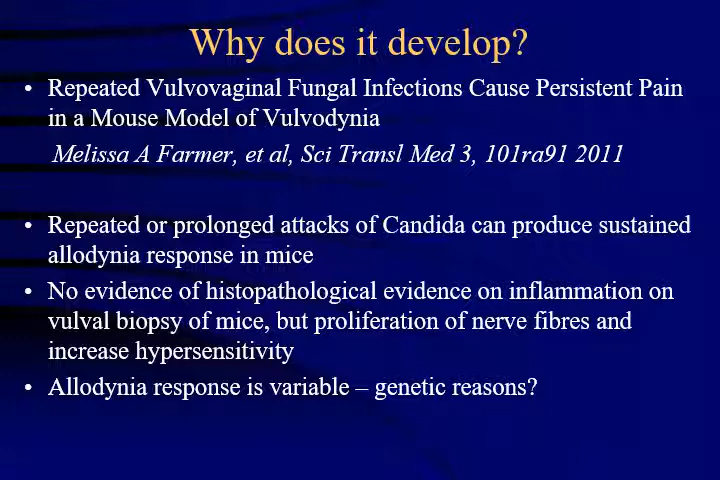 Why does it develop?
• Repeated Vulvovaginal Fungal Infections Cause Persistent Pain
in a Mouse Model of Vulvodynia
Melissa A Farmer, et al, Sci Transl Med 3, 101ra91 2011
• Repeated or prolonged attacks of Candida can produce sustained
allodynia response in mice
• No evidence of histopathological evidence on inflammation on
vulval biopsy of mice, but proliferation of nerve fibres and
increase hypersensitivity
• Allodynia response is variable – genetic reasons?